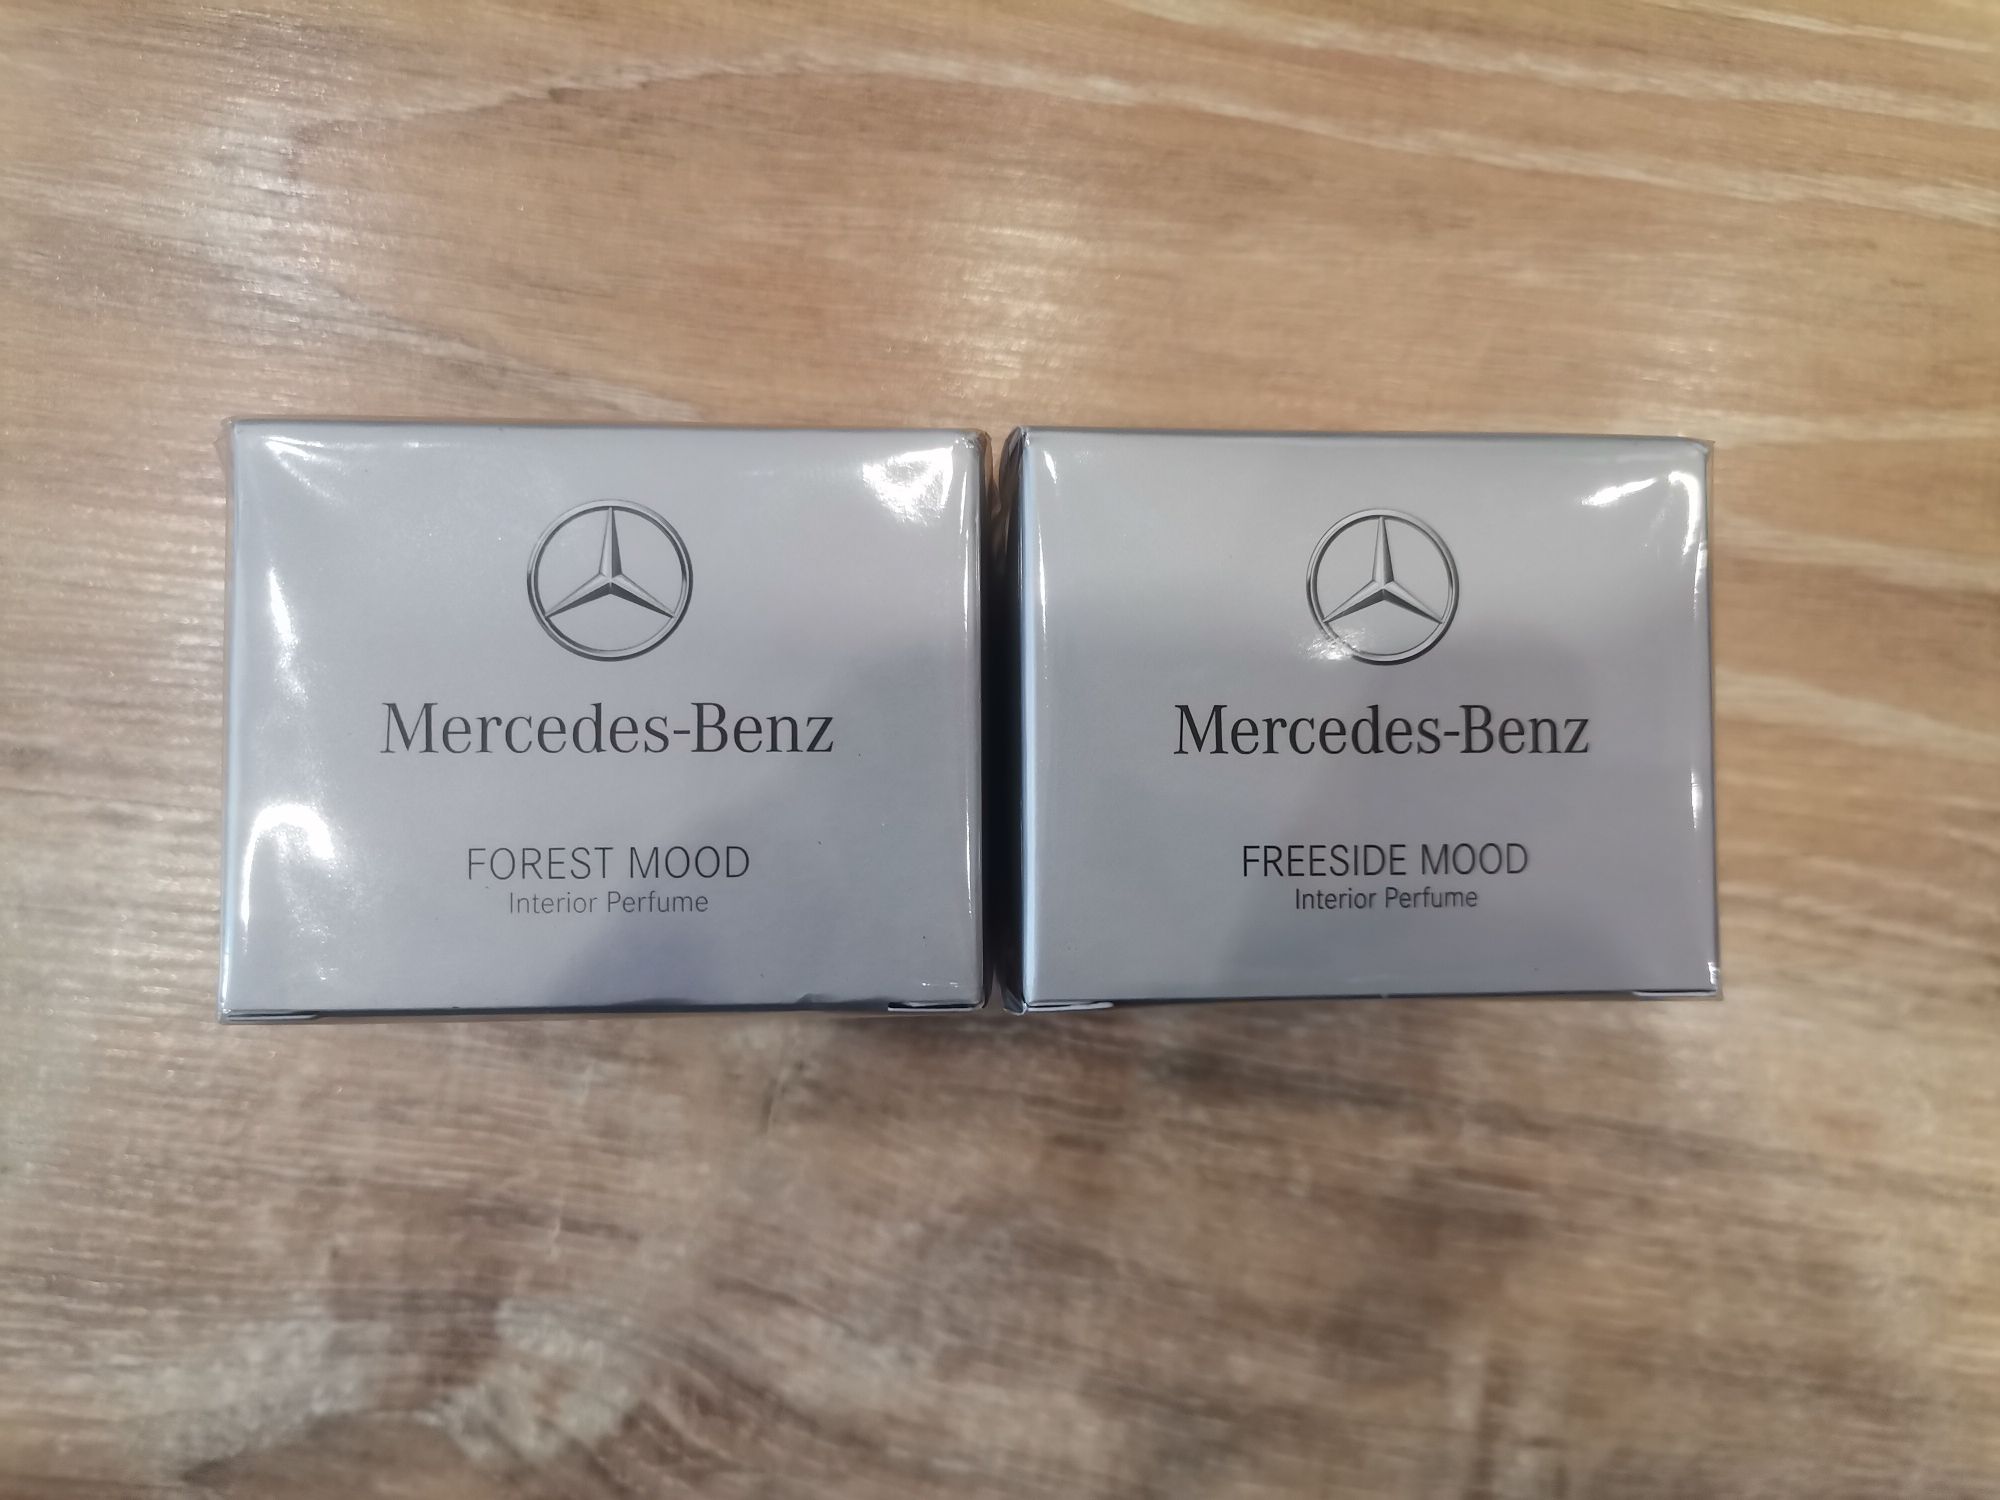 Mercedes-Benz
FOREST MOOD
Interior Perfume
Mercedes-Benz
FREESIDE MOOD
Interior Perfume